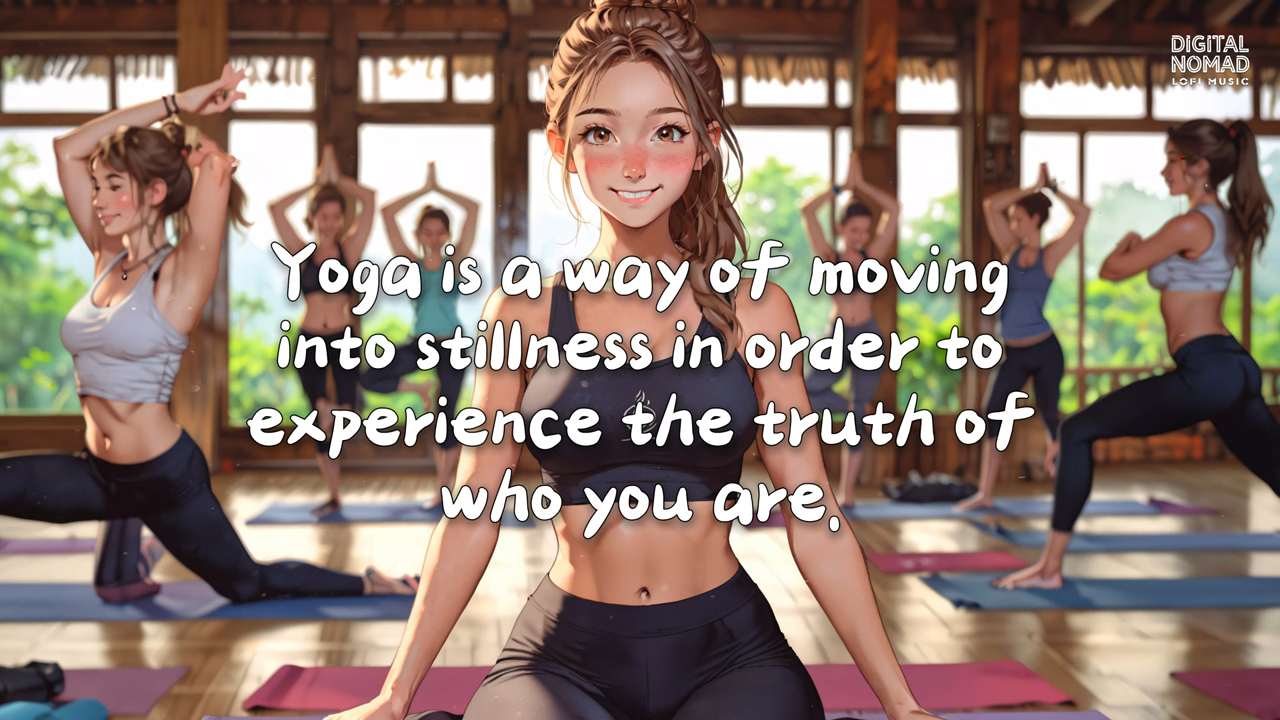 DIGITAL
NOMAD
LOFI MUSIC
Yoga is a way of moving
into stillness in order to
experience the truth of
who you are.